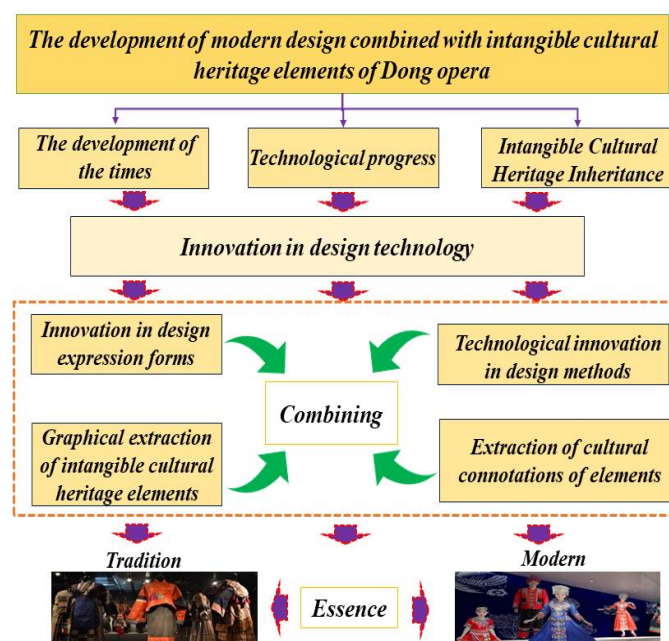 The development of modern design combined with intangible cultural
heritage elements of Dong opera
The development of
the times
Technological progress
Intangible Cultural
Heritage Inheritance
Innovation in design technology
Innovation in design
expression forms
Technological innovation
in design methods
Combining
Graphical extraction
of intangible cultural
heritage elements
Extraction of cultural
connotations of elements
Tradition
Modern
Essence